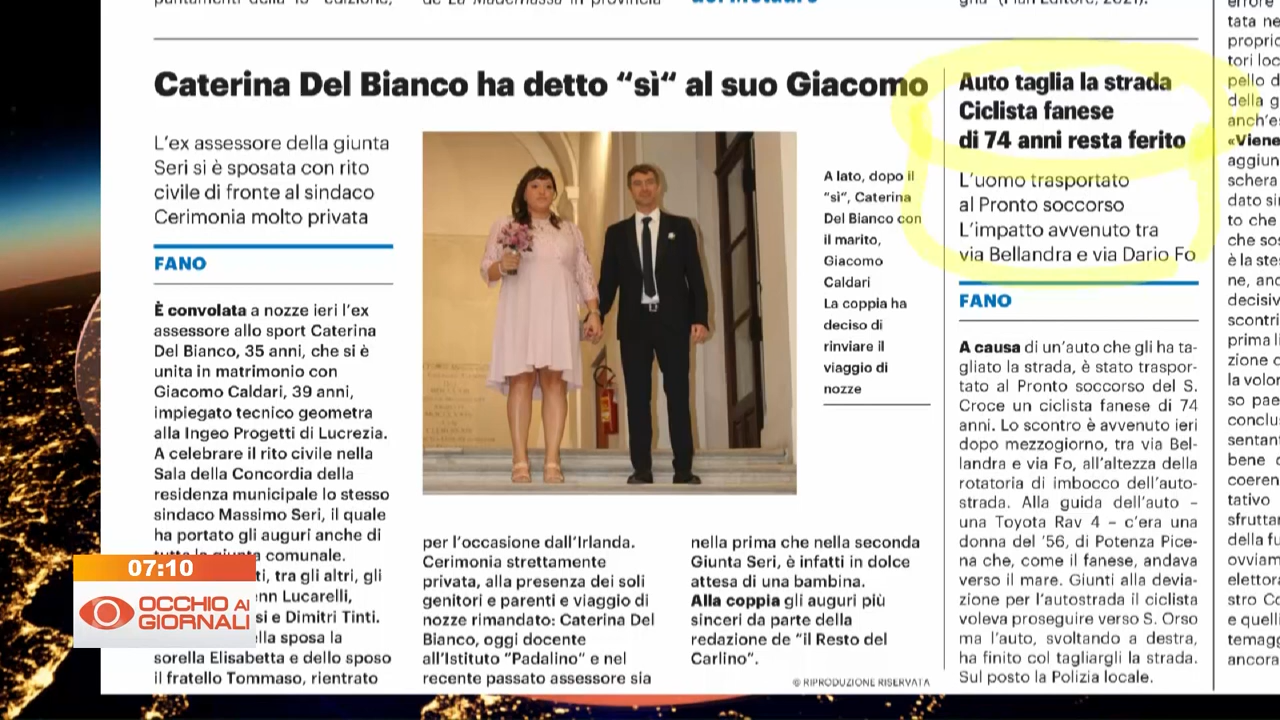 Caterina Del Bianco ha detto “sì“ al suo Giacomo
L'ex assessore della giunta
Seri si è sposata con rito
civile di fronte al sindaco
Cerimonia molto privata
FANO
È convolata a nozze ieri l'ex
assessore allo sport Caterina
Del Bianco, 35 anni, che si è
unita in matrimonio con
Giacomo Caldari, 39 anni,
impiegato tecnico geometra
alla Ingeo Progetti di Lucrezia.
A celebrare il rito civile nella
Sala della Concordia della
residenza municipale lo stesso
sindaco Massimo Seri, il quale
ha portato gli auguri anche di
comunale.
tra gli altri, gli
Lucarelli,
si e Dimitri Tinti.
sposa la
sorella Elisabetta e dello sposo
il fratello Tommaso, rientrato
per l'occasione dall'Irlanda.
Cerimonia strettamente
privata, alla presenza dei soli
genitori e parenti e viaggio di
nozze rimandato: Caterina Del
Bianco, oggi docente
all'Istituto “Padalino” e nel
recente passato assessore sia
nella prima che nella seconda
Giunta Seri, è infatti in dolce
attesa di una bambina.
Alla coppia gli auguri più
sinceri da parte della
redazione de “il Resto del
Carlino”.
© RIPRODUZIONE RISERVATA
A lato, dopo il
“sì”, Caterina
Del Bianco con
il marito,
Giacomo
Caldari
La coppia ha
deciso di
rinviare il
viaggio di
nozze
Auto taglia la strada
Ciclista fanese
di 74 anni resta ferito
L'uomo trasportato
al Pronto soccorso
L'impatto avvenuto tra
via Bellandra e via Dario Fo
FANO
A causa di un'auto che gli ha ta-
gliato la strada, è stato traspor-
tato al Pronto soccorso del S.
Croce un ciclista fanese di 74
anni. Lo scontro è avvenuto ieri
dopo mezzogiorno, tra via Bel-
landra e via Fo, all'altezza della
rotatoria di imbocco dell'auto-
strada. Alla guida dell'auto –
una Toyota Rav 4 – c'era una
donna del '56, di Potenza Pice-
na che, come il fanese, andava
verso il mare. Giunti alla devia-
zione per l'autostrada il ciclista
voleva proseguire verso S. Orso
ma l'auto, svoltando a destra,
ha finito col tagliargli la strada.
Sul posto la Polizia locale.
07:10
OCCHIO AI
GIORNALI